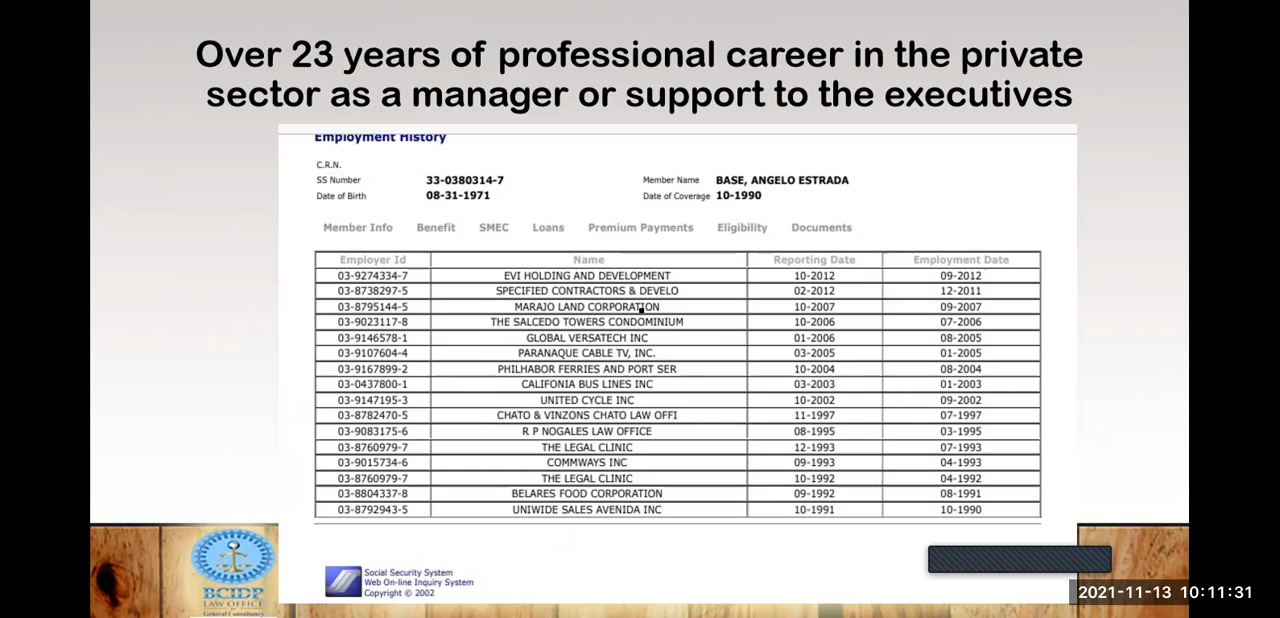 Over 23 years of professional career in the private
sector as a manager or support to the executives
Employment History
C.R.N.
SS Number 33-0380314-7 Member Name BASE, ANGELO ESTRADA
Date of Birth 08-31-1971 Date of Coverage 10-1990
Member Info Benefit SMEC Loans Premium Payments Eligibility Documents
Employer Id Name Reporting Date Employment Date
03-9274334-7 EVI HOLDING AND DEVELOPMENT 10-2012 09-2012
03-8738297-5 SPECIFIED CONTRACTORS & DEVELO 02-2012 12-2011
03-8795144-5 MARAJO LAND CORPORATION 10-2007 09-2007
03-9023117-8 THE SALCEDO TOWERS CONDOMINIUM 10-2006 07-2006
03-9146578-1 GLOBAL VERSATECH INC 01-2006 08-2005
03-9107604-4 PARANAQUE CABLE TV, INC. 03-2005 01-2005
03-9167899-2 PHILHABOR FERRIES AND PORT SER 10-2004 08-2004
03-0437800-1 CALIFONIA BUS LINES INC 03-2003 01-2003
03-9147195-3 UNITED CYCLE INC 10-2002 09-2002
03-8782470-5 CHATO & VINZONS CHATO LAW OFFI 11-1997 07-1997
03-9083175-6 R P NOGALES LAW OFFICE 08-1995 03-1995
03-8760979-7 THE LEGAL CLINIC 12-1993 07-1993
03-9015734-6 COMMWAYS INC 09-1993 04-1993
03-8760979-7 THE LEGAL CLINIC 10-1992 04-1992
03-8804337-8 BELARES FOOD CORPORATION 09-1992 08-1991
03-8792943-5 UNIWIDE SALES AVENIDA INC 10-1991 10-1990
Social Security System
Web On-line Inquiry System
Copyright © 2002
BCIDP
LAW OFFICE
General Consultancy
2021-11-13 10:11:31